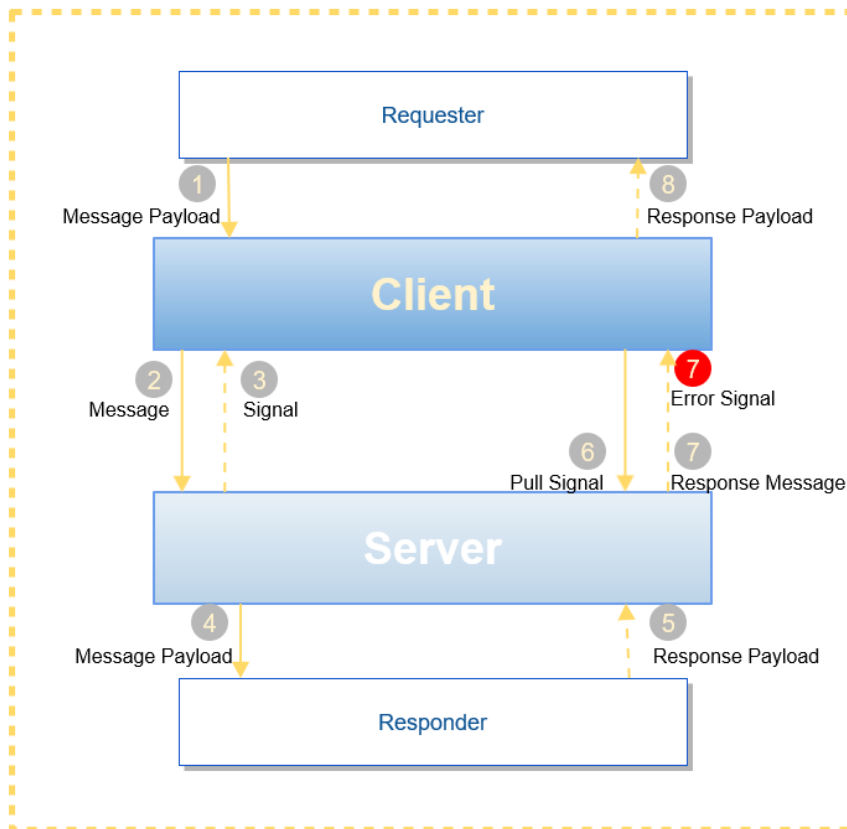 Requester
1
8
Message Payload
Response Payload
Client
2
3
7
Message
Signal
Error Signal
6
7
Pull Signal
Response Message
Server
4
5
Message Payload
Response Payload
Responder